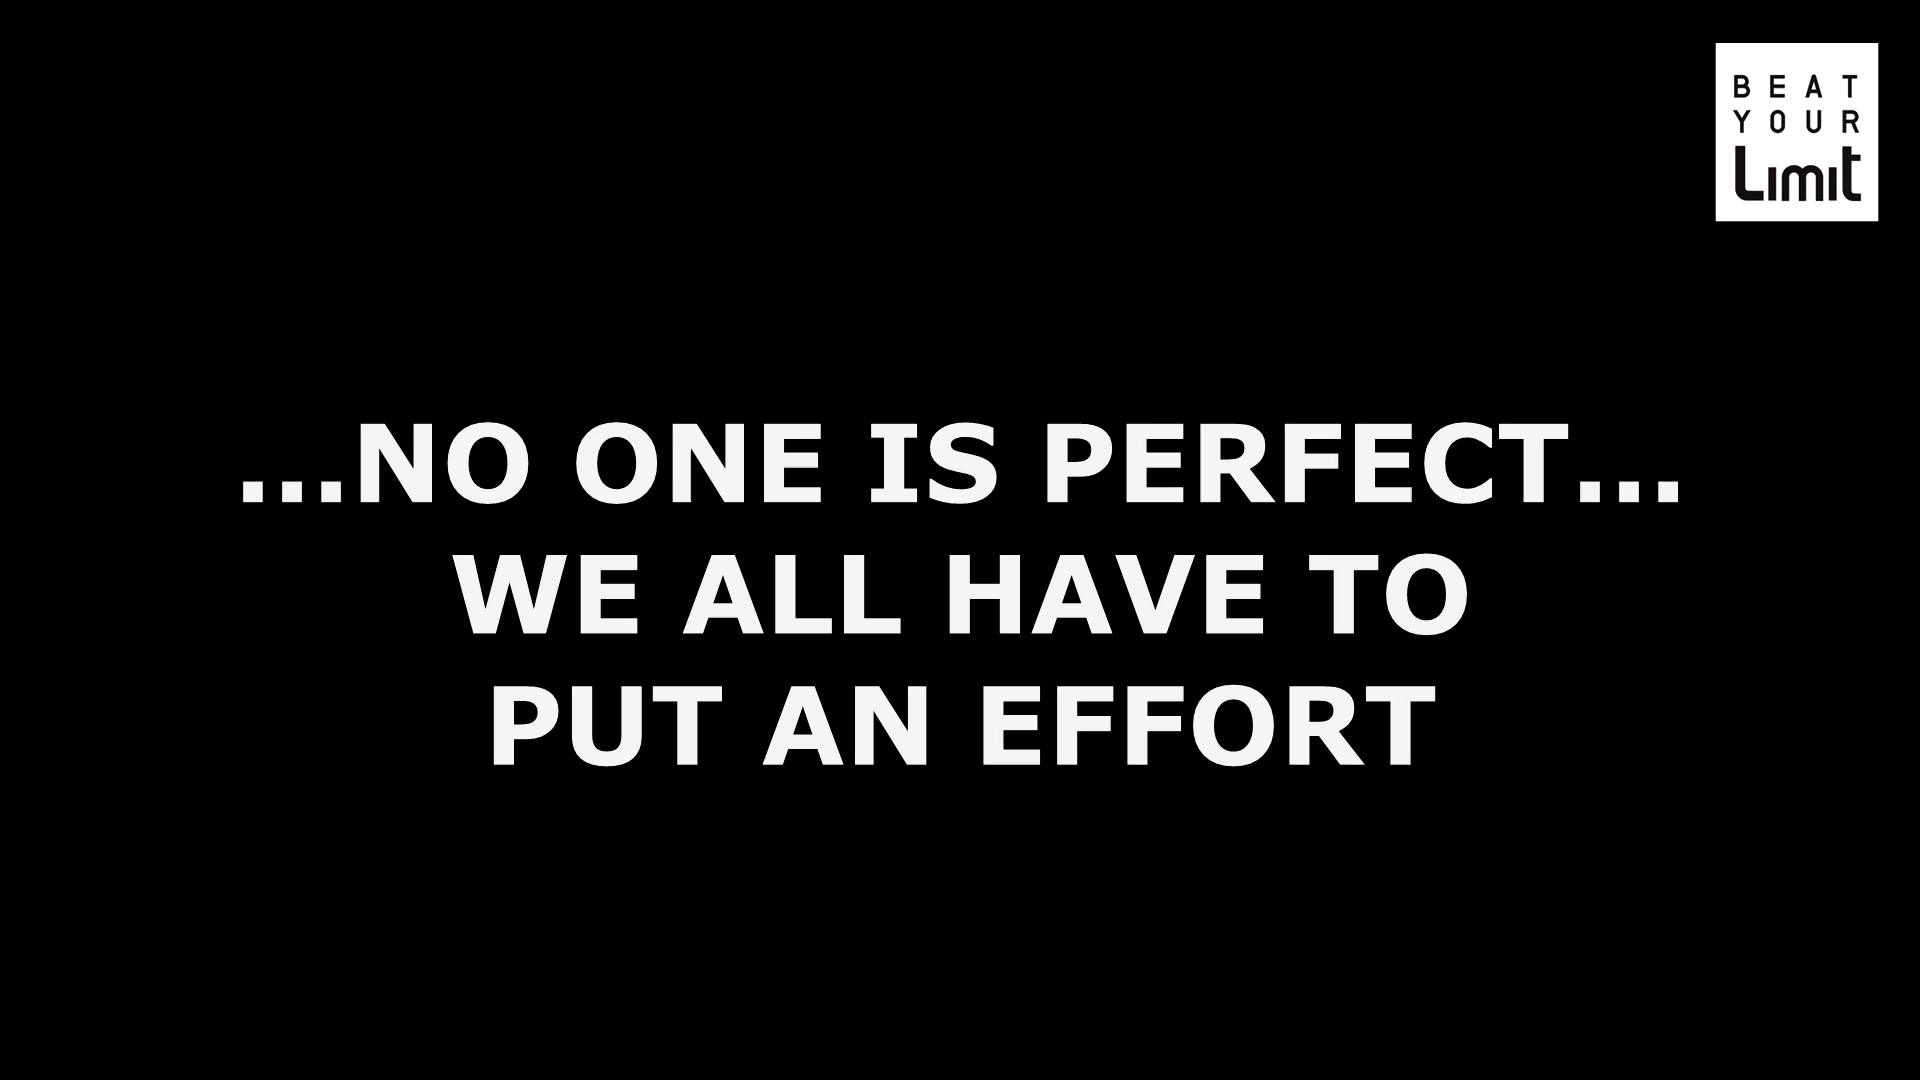 BEAT
YOUR
Limit
...NO ONE IS PERFECT...
WE ALL HAVE TO
PUT AN EFFORT